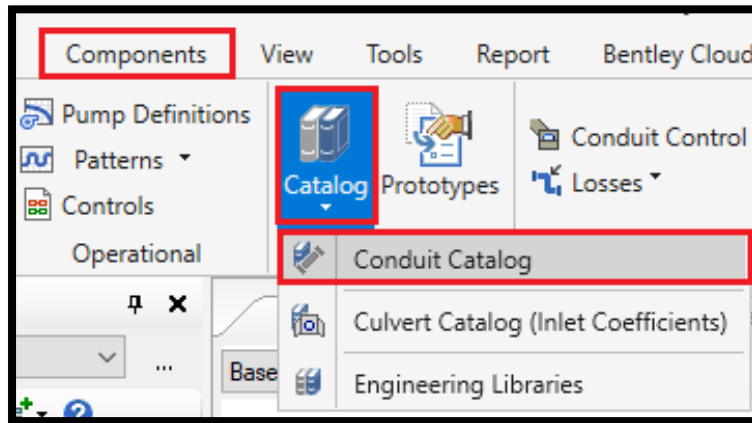 Components View Tools Report Bentley Cloud
Pump Definitions
Patterns
Controls
Operational
Catalog
Prototypes
Conduit Control
Losses
Conduit Catalog
Culvert Catalog (Inlet Coefficients)
Engineering Libraries
...
Base